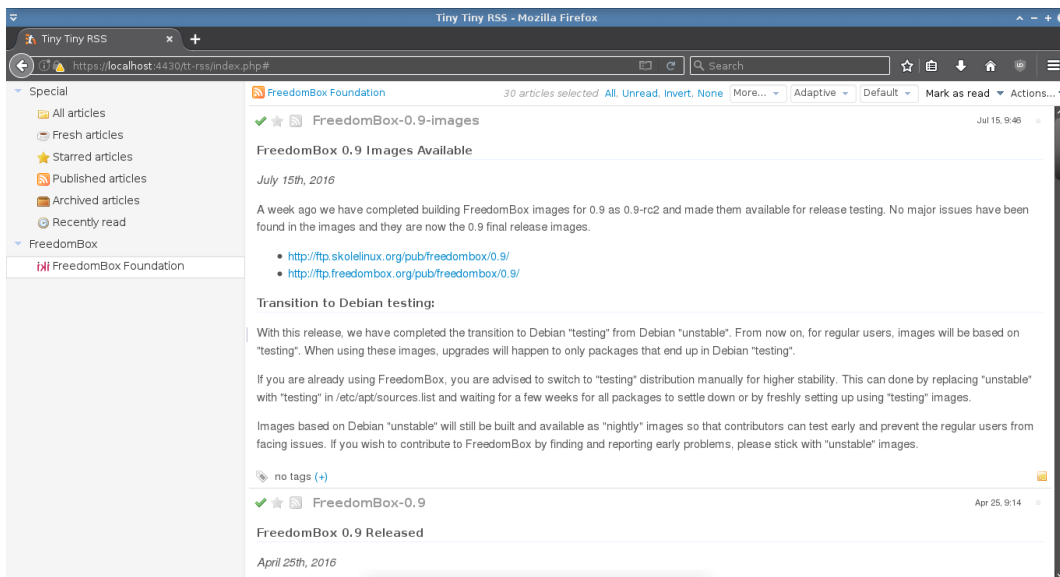 Tiny Tiny RSS - Mozilla Firefox
Tiny Tiny RSS
https://localhost:4430/tt-rss/index.php#
Search
Special
All articles
Fresh articles
Starred articles
Published articles
Archived articles
Recently read
FreedomBox
FreedomBox Foundation
FreedomBox Foundation 30 articles selected All, Unread, Invert, None More... Adaptive Default Mark as read Actions...
FreedomBox-0.9-images Jul 15, 9:46
FreedomBox 0.9 Images Available
July 15th, 2016
A week ago we have completed building FreedomBox images for 0.9 as 0.9-rc2 and made them available for release testing. No major issues have been
found in the images and they are now the 0.9 final release images.
http://ftp.skolelinux.org/pub/freedombox/0.9/
http://ftp.freedombox.org/pub/freedombox/0.9/
Transition to Debian testing:
With this release, we have completed the transition to Debian "testing" from Debian "unstable". From now on, for regular users, images will be based on
"testing". When using these images, upgrades will happen to only packages that end up in Debian "testing".
If you are already using FreedomBox, you are advised to switch to "testing" distribution manually for higher stability. This can done by replacing "unstable"
with "testing" in /etc/apt/sources.list and waiting for a few weeks for all packages to settle down or by freshly setting up using "testing" images.
Images based on Debian "unstable" will still be built and available as "nightly" images so that contributors can test early and prevent the regular users from
facing issues. If you wish to contribute to FreedomBox by finding and reporting early problems, please stick with "unstable" images.
no tags (+)
FreedomBox-0.9 Apr 25, 9:14
FreedomBox 0.9 Released
April 25th, 2016